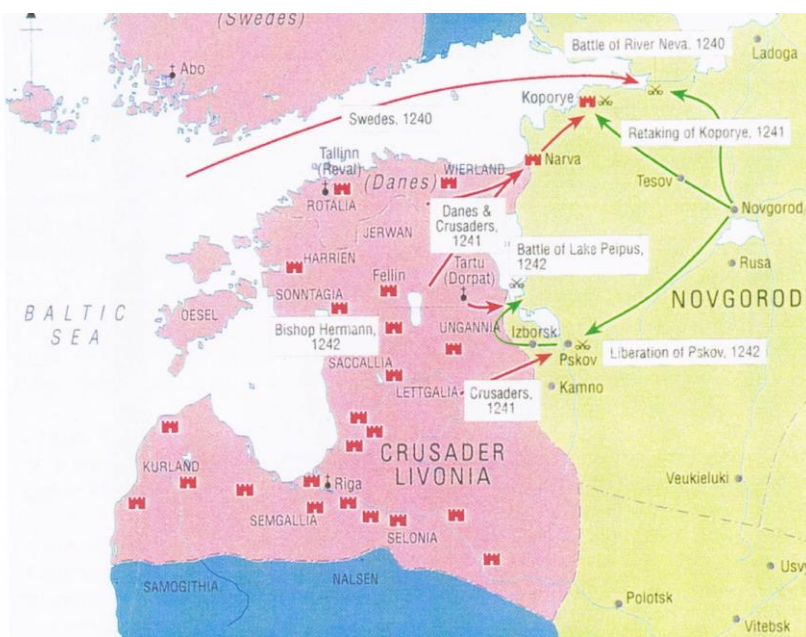 (Swedes)
Abo
Battle of River Neva. 1240
Ladoga
Koporye
Swedes, 1240
Retaking of Koporye, 1241
Tallinn
(Reval)
WIERLAND
Narva
(Danes)
ROTALIA
Tesov
Novgorod
JERWAN
Danes &
Crusaders,
1241
Battle of Lake Peipus,
1242
HARRIEN
Fellin
Tartu
(Dorpat)
Rusa
SONNTAGIA
NOVGOROD
BALTIC
SEA
OESEL
Bishop Hermann,
1242
UNGANNIA
Izborsk
Pskov
Liberation of Pskov, 1242
SACCALLIA
LETTGALIA
Crusaders,
1241
Kamno
CRUSADER
LIVONIA
KURLAND
Riga
Veukieluki
SEMGALLIA
SELONIA
SAMOGITHIA
NALSEN
Usvy
Polotsk
Vitebsk